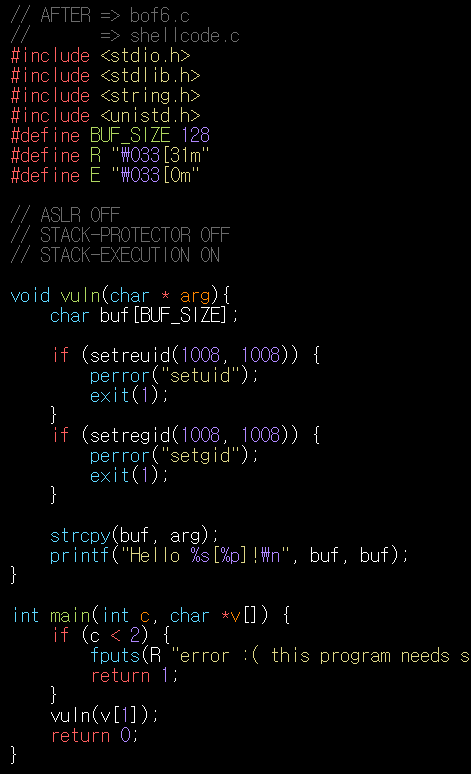 // AFTER => bof6.c
//       => shellcode.c
#include <stdio.h>
#include <stdlib.h>
#include <string.h>
#include <unistd.h>
#define BUF_SIZE 128
#define R "₩033[31m"
#define E "₩033[0m"

// ASLR OFF
// STACK-PROTECTOR OFF
// STACK-EXECUTION ON

void vuln(char * arg){
    char buf[BUF_SIZE];

    if (setreuid(1008, 1008)) {
        perror("setuid");
        exit(1);
    }
    if (setregid(1008, 1008)) {
        perror("setgid");
        exit(1);
    }

    strcpy(buf, arg);
    printf("Hello %s[%p]!₩n", buf, buf);
}

int main(int c, char *v[]) {
    if (c < 2) {
        fputs(R "error :( this program needs s
        return 1;
    }
    vuln(v[1]);
    return 0;
}